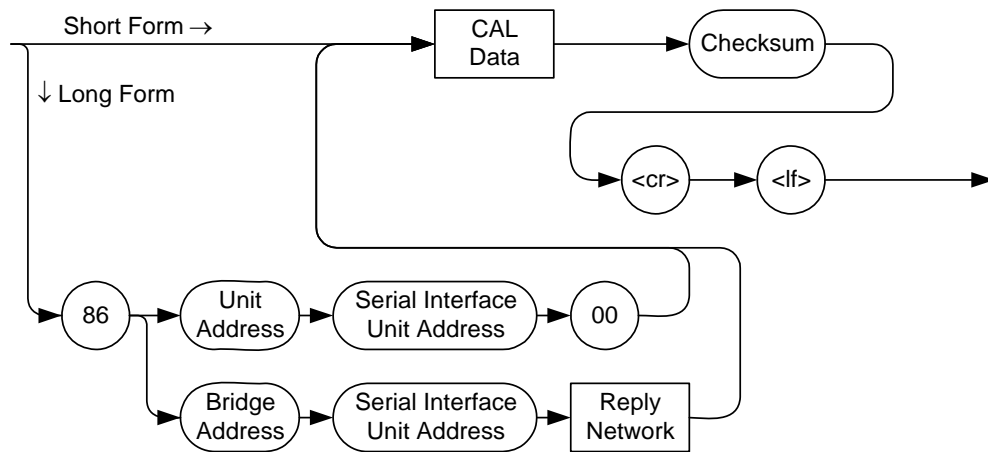 Short Form →
CAL
Data
Checksum
↓ Long Form
<cr>
<lf>
86
Unit
Address
Serial Interface
Unit Address
00
Bridge
Address
Serial Interface
Unit Address
Reply
Network